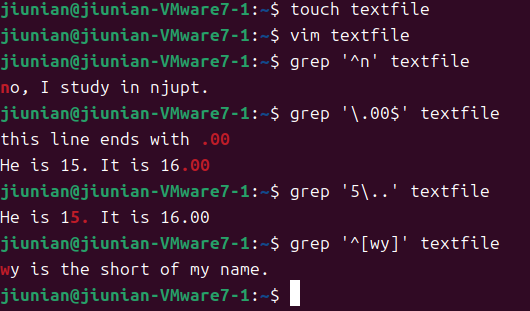 jiunian@jiunian-VMware7-1:~$ touch textfile
jiunian@jiunian-VMware7-1:~$ vim textfile
jiunian@jiunian-VMware7-1:~$ grep '^n' textfile
no, I study in njupt.
jiunian@jiunian-VMware7-1:~$ grep '\.00$' textfile
this line ends with .00
He is 15. It is 16.00
jiunian@jiunian-VMware7-1:~$ grep '5\..' textfile
He is 15. It is 16.00
jiunian@jiunian-VMware7-1:~$ grep '^[wy]' textfile
wy is the short of my name.
jiunian@jiunian-VMware7-1:~$